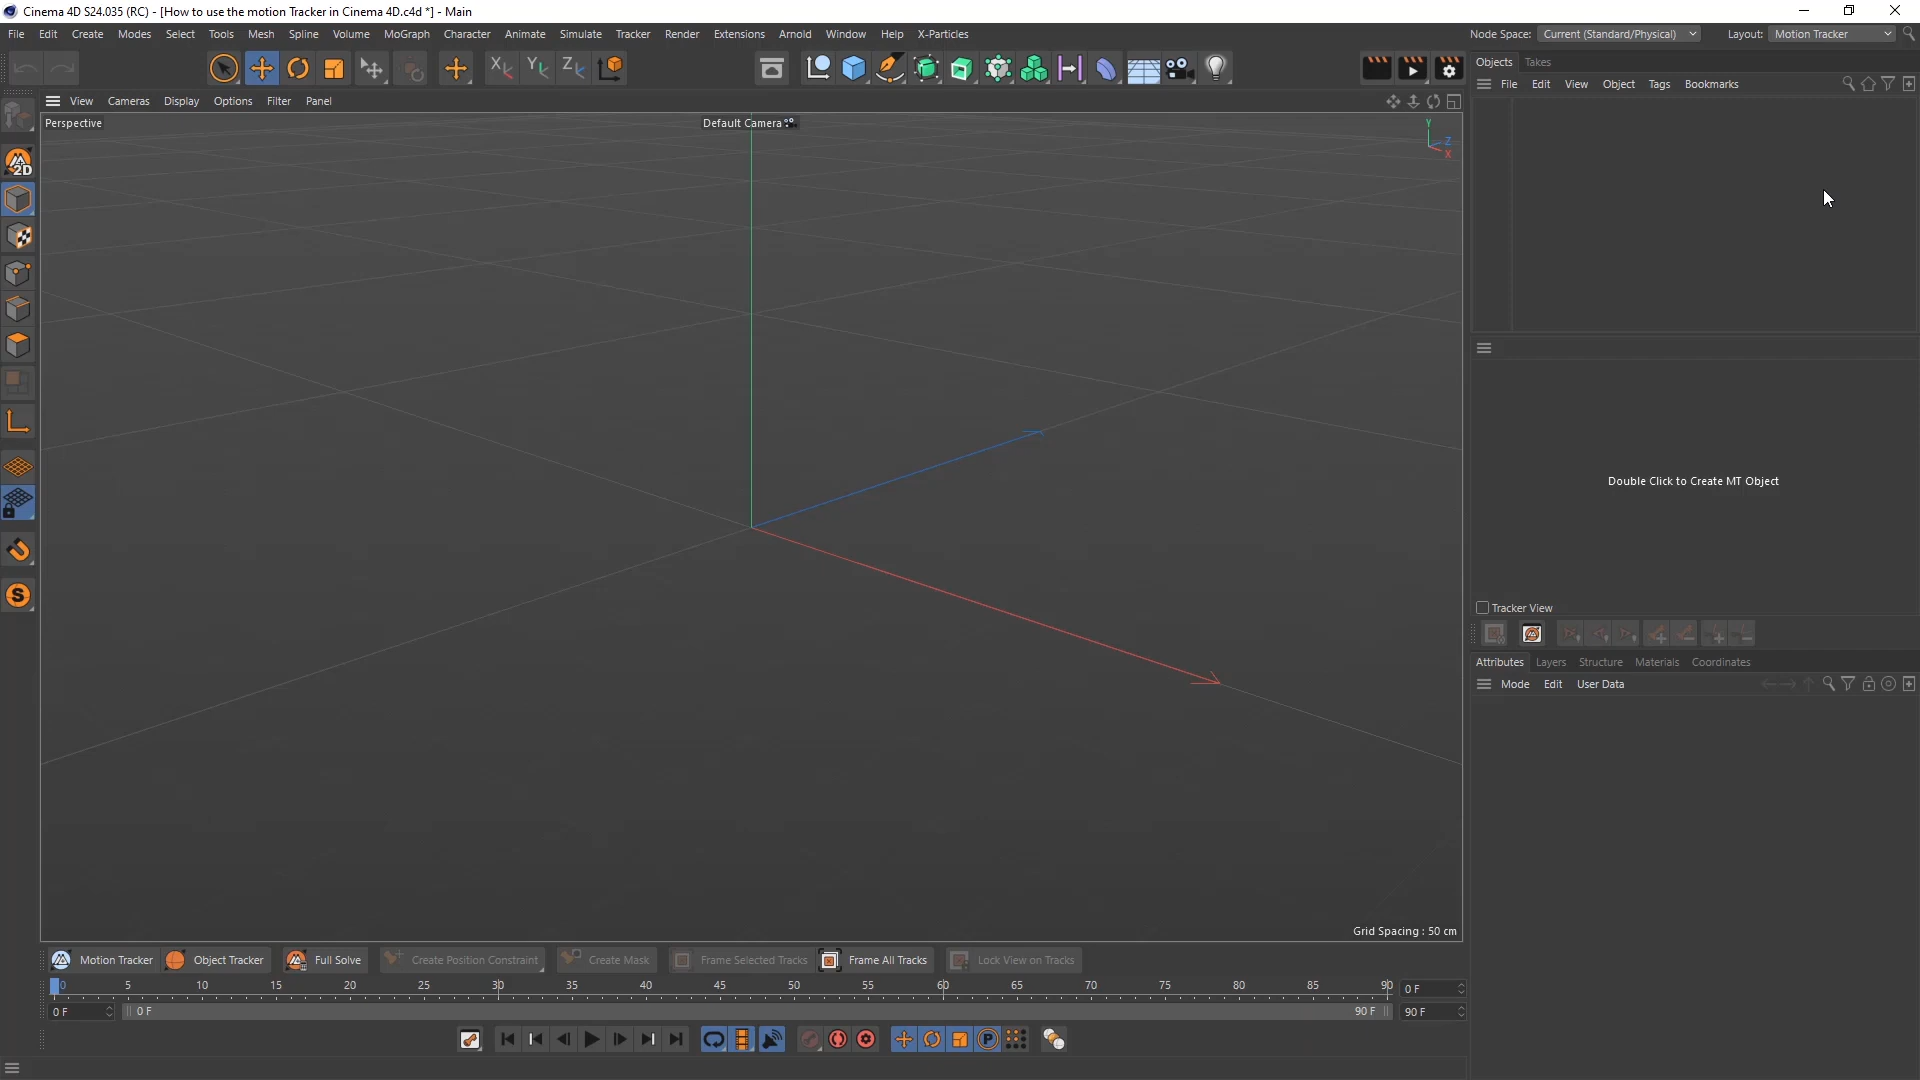 Cinema 4D S24.035 (RC) - [How to use the motion Tracker in Cinema 4D.c4d *] - Main
File Edit Create Modes Select Tools Mesh Spline Volume MoGraph Character Animate Simulate Tracker Render Extensions Arnold Window Help X-Particles
Node Space: Current (Standard/Physical) Layout: Motion Tracker
X Y Z
Objects Takes
File Edit View Object Tags Bookmarks
View Cameras Display Options Filter Panel
Perspective
Default Camera
Y
Z
X
2D
Double Click to Create MT Object
S
Tracker View
Attributes Layers Structure Materials Coordinates
Mode Edit User Data
Grid Spacing : 50 cm
Motion Tracker Object Tracker Full Solve Create Position Constraint Create Mask Frame Selected Tracks Frame All Tracks Lock View on Tracks
0 5 10 15 20 25 30 35 40 45 50 55 60 65 70 75 80 85 90 0 F
0 F 0 F 90 F 90 F
P